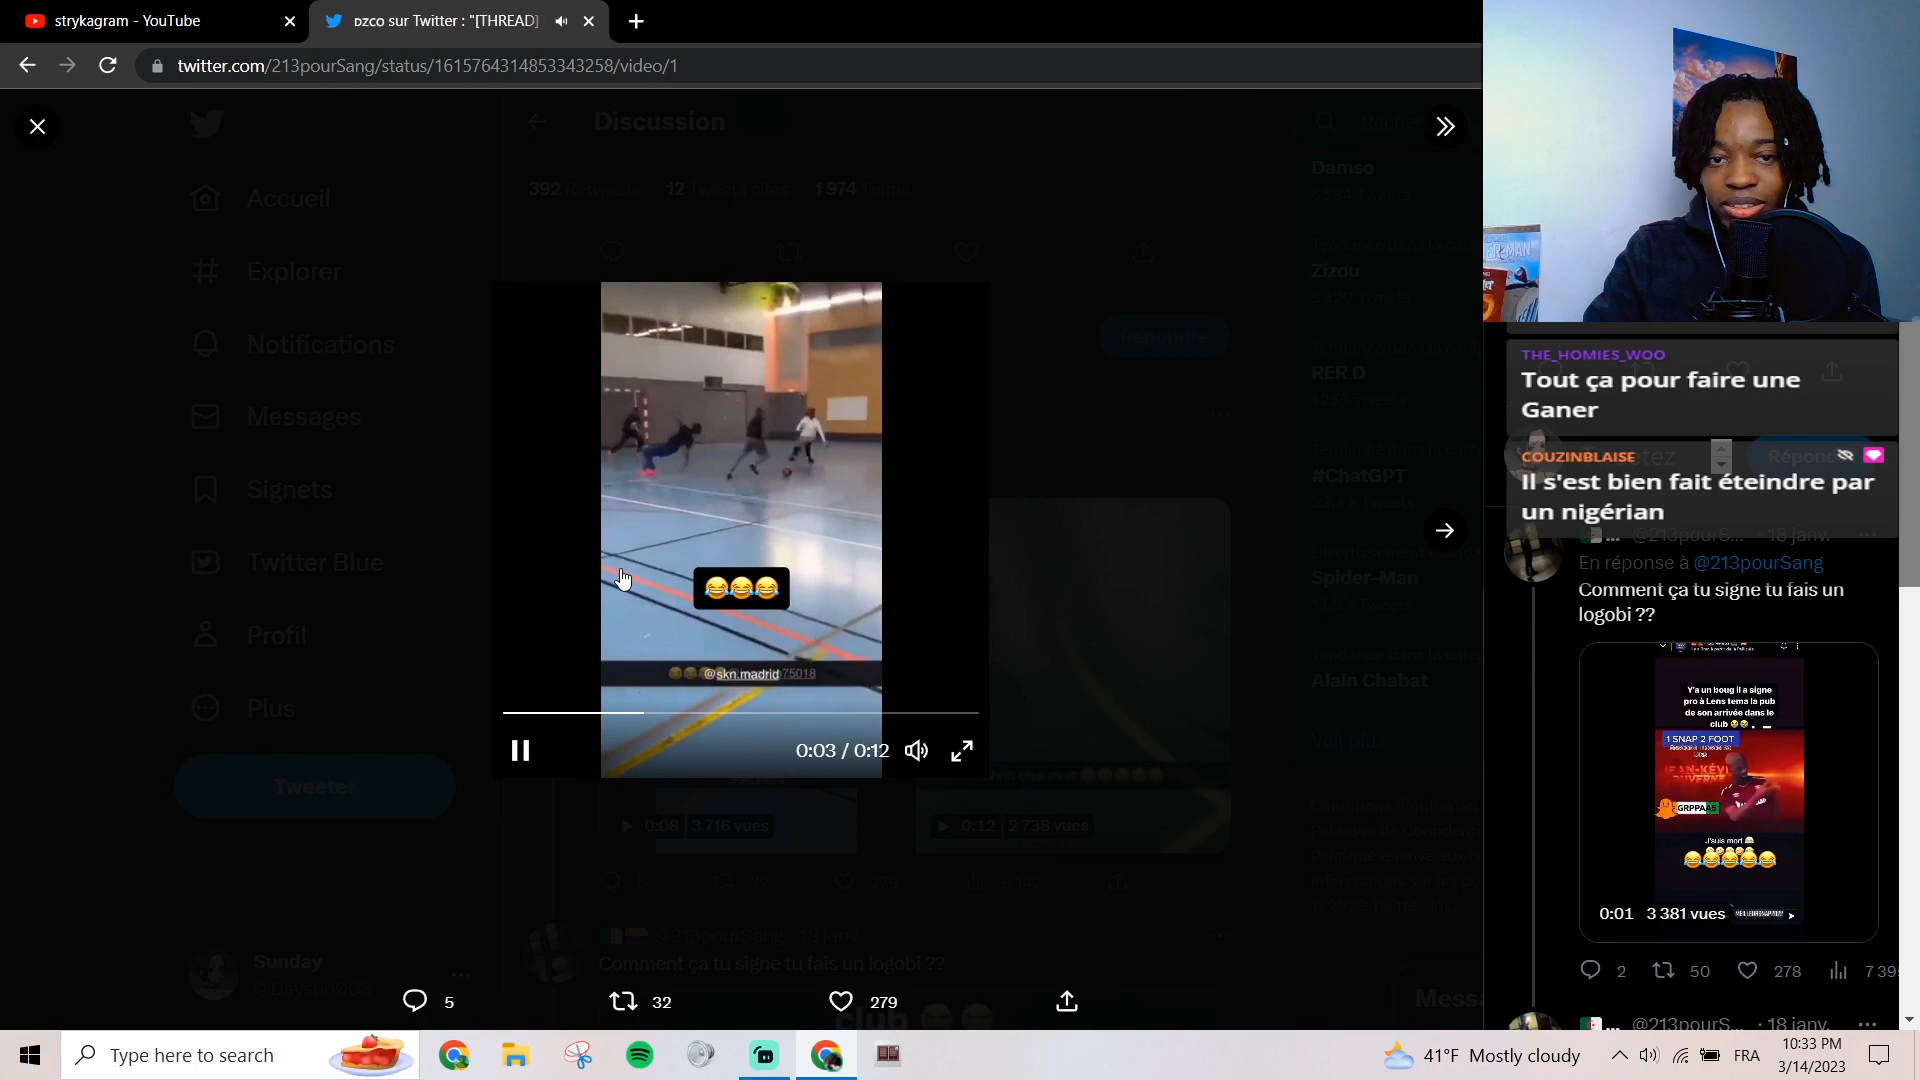 strykagram - YouTube
DZCO sur Twitter : "[THREAD]
twitter.com/213pourSang/status/1615764314853343258/video/1
Discussion
392 Retweets 12 Tweets cités 1 974 J'aime
Accueil
Explorer
Notifications
Messages
Signets
Twitter Blue
Profil
Plus
Tweeter
Sunday
Damso
Zizou
RER D
#ChatGPT
Spider-Man
Alain Chabat
Voir plus
Répondre
😂😂😂
@skn.madrid 75018
0:03 / 0:12
0:08 3 716 vues
0:12 2 738 vues
@213pourSang · 18 janv.
Comment ça tu signe tu fais un logobi ??
club
5
32
279
THE_HOMIES_WOO
Tout ça pour faire une
Ganer
COUZINBLAISE
Il s'est bien fait éteindre par
un nigérian
@213pourS... · 18 janv.
En réponse à @213pourSang
Comment ça tu signe tu fais un
logobi ??
Y'a un boug il a signe
pro à Lens tema la pub
de son arrivée dans le
club
1 SNAP 2 FOOT
GRPPAA5
J'suis mort
0:01 3 381 vues
2 50 278 7 39
@213pourS... · 18 janv.
Type here to search
41°F Mostly cloudy
FRA
10:33 PM
3/14/2023